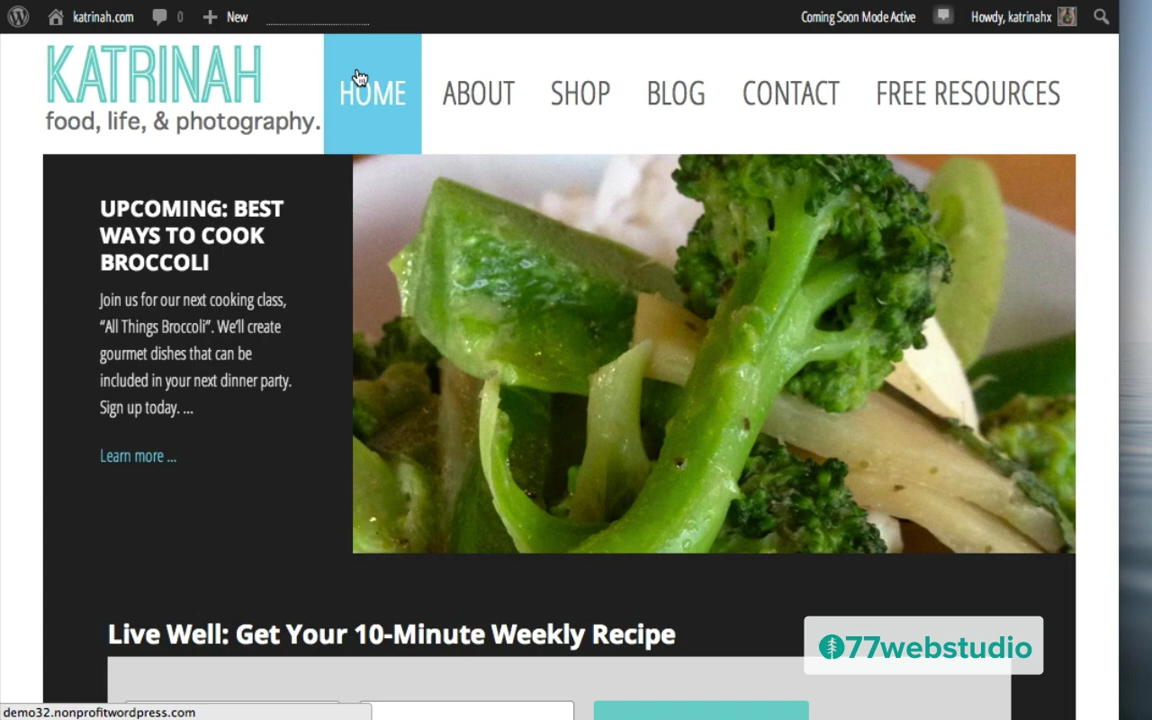 katrinah.com 0 New Coming Soon Mode Active Howdy, katrinahx
KATRINAH
food, life, & photography.
HOME ABOUT SHOP BLOG CONTACT FREE RESOURCES
UPCOMING: BEST
WAYS TO COOK
BROCCOLI
Join us for our next cooking class,
“All Things Broccoli”. We’ll create
gourmet dishes that can be
included in your next dinner party.
Sign up today. ...
Learn more ...
Live Well: Get Your 10-Minute Weekly Recipe
77webstudio
demo32.nonprofitwordpress.com